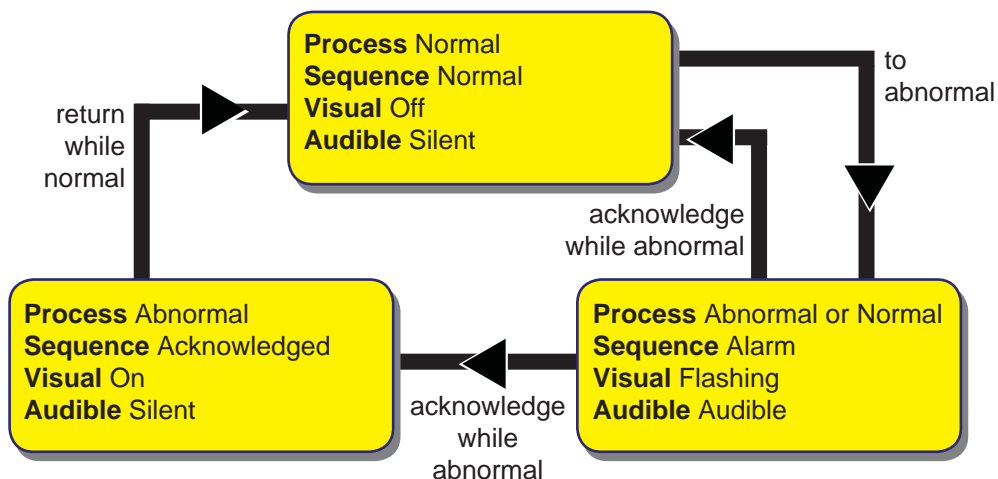 Process Normal
Sequence Normal
Visual Off
Audible Silent
to
abnormal
return
while
normal
acknowledge
while abnormal
Process Abnormal
Sequence Acknowledged
Visual On
Audible Silent
acknowledge
while
abnormal
Process Abnormal or Normal
Sequence Alarm
Visual Flashing
Audible Audible